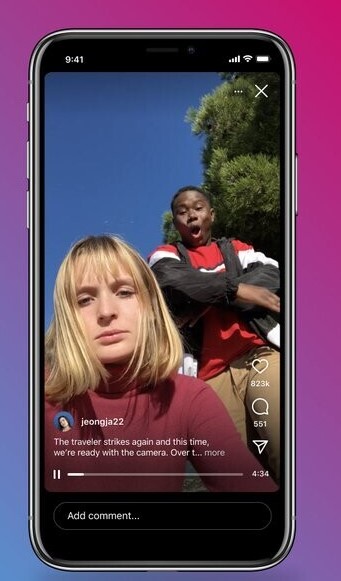 9:41
823k
551
jeongja22
The traveler strikes again and this time,
we're ready with the camera. Over t... more
4:34
Add comment...